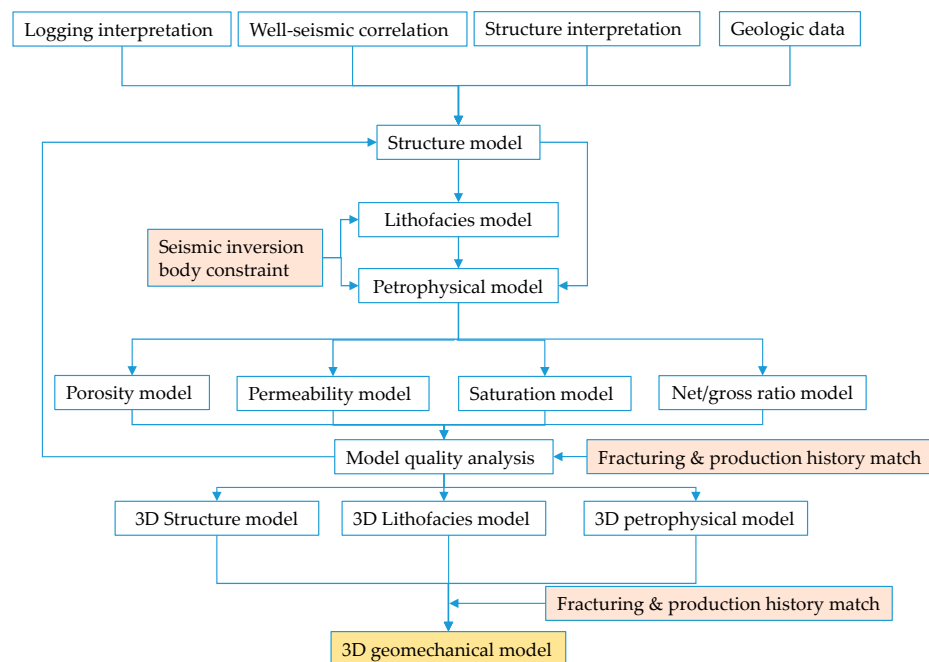 Logging interpretation
Well-seismic correlation
Structure interpretation
Geologic data
Structure model
Lithofacies model
Seismic inversion
body constraint
Petrophysical model
Porosity model
Permeability model
Saturation model
Net/gross ratio model
Model quality analysis
Fracturing & production history match
3D Structure model
3D Lithofacies model
3D petrophysical model
Fracturing & production history match
3D geomechanical model